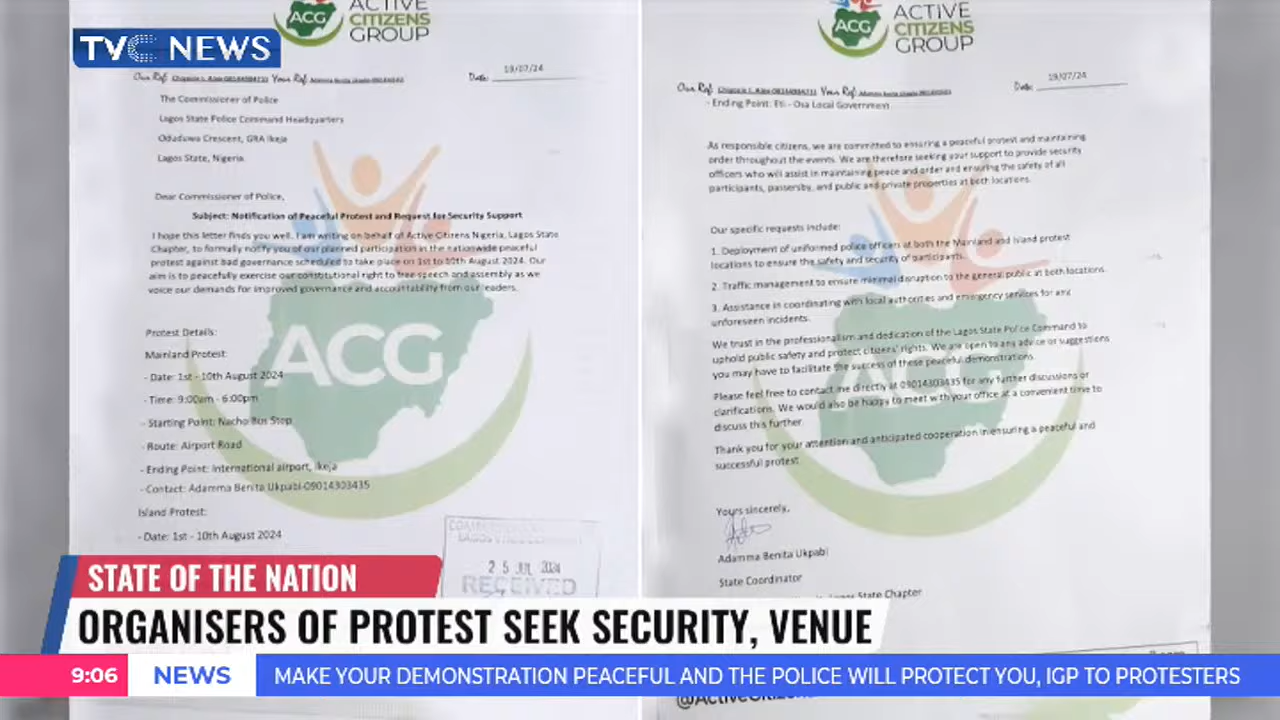 TVC NEWS
ACG
ACTIVE
CITIZENS
GROUP
Our Ref Your Ref
Date: 19/07/24
The Commissioner of Police
Lagos State Police Command Headquarters
Oduduwa Crescent, GRA Ikeja
Lagos State, Nigeria.
Dear Commissioner of Police,
Subject: Notification of Peaceful Protest and Request for Security Support
I hope this letter finds you well. I am writing on behalf of Active Citizens Nigeria, Lagos State
Chapter, to formally notify you of our planned participation in the nationwide peaceful
protest against bad governance scheduled to take place on 1st to 10th August 2024. Our
aim is to peacefully exercise our constitutional right to free speech and assembly as we
voice our demands for improved governance and accountability from our leaders.
Protest Details:
Mainland Protest:
- Date: 1st - 10th August 2024
- Time: 9:00am - 6:00pm
- Starting Point: Nacho Bus Stop
- Route: Airport Road
- Ending Point: International airport, Ikeja
- Contact: Adamma Benita Ukpabi-09014303435
Island Protest:
- Date: 1st - 10th August 2024
ACG
25 JUL 2024
RECEIVED
ACG
ACTIVE
CITIZENS
GROUP
Our Ref Your Ref
Date: 19/07/24
- Ending Point: Eti - Osa Local Government
As responsible citizens, we are committed to ensuring a peaceful protest and maintaining
order throughout the events. We are therefore seeking your support to provide security
officers who will assist in maintaining peace and order and ensuring the safety of all
participants, passersby, and public and private properties at both locations.
Our specific requests include:
1. Deployment of uniformed police officers at both the Mainland and Island protest
locations to ensure the safety and security of participants.
2. Traffic management to ensure minimal disruption to the general public at both locations.
3. Assistance in coordinating with local authorities and emergency services for any
unforeseen incidents.
We trust in the professionalism and dedication of the Lagos State Police Command to
uphold public safety and protect citizens' rights. We are open to any advice or suggestions
you may have to facilitate the success of these peaceful demonstrations.
Please feel free to contact me directly at 09014303435 for any further discussions or
clarifications. We would also be happy to meet with your office at a convenient time to
discuss this further.
Thank you for your attention and anticipated cooperation in ensuring a peaceful and
successful protest.
Yours sincerely,
Adamma Benita Ukpabi
State Coordinator
Lagos State Chapter
ACG
STATE OF THE NATION
ORGANISERS OF PROTEST SEEK SECURITY, VENUE
9:06 NEWS MAKE YOUR DEMONSTRATION PEACEFUL AND THE POLICE WILL PROTECT YOU, IGP TO PROTESTERS